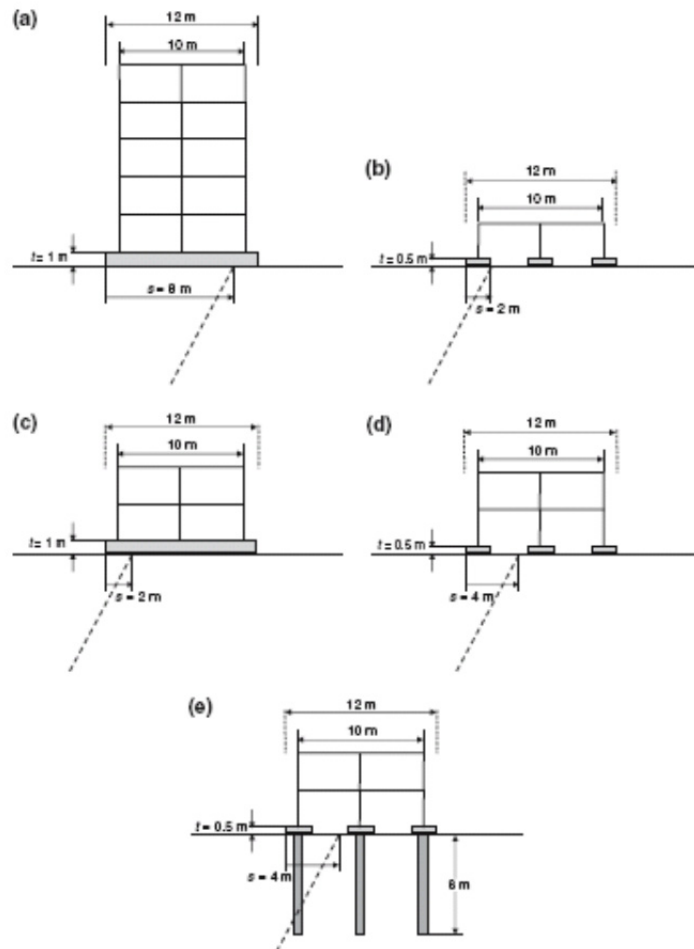 (a)
12 m
10 m
t = 1 m
s = 8 m
(b)
12 m
10 m
t = 0.5 m
s = 2 m
(c)
12 m
10 m
t = 1 m
s = 2 m
(d)
12 m
10 m
t = 0.5 m
s = 4 m
(e)
12 m
10 m
t = 0.5 m
s = 4 m
8 m